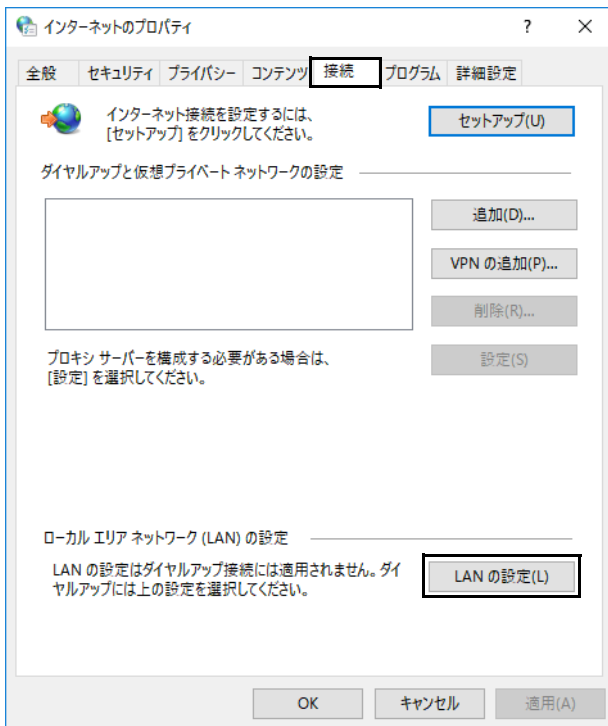 インターネットのプロパティ ? ×
全般 セキュリティ プライバシー コンテンツ 接続 プログラム 詳細設定
インターネット接続を設定するには、
[セットアップ] をクリックしてください。
セットアップ(U)
ダイヤルアップと仮想プライベート ネットワークの設定
追加(D)...
VPN の追加(P)...
削除(R)...
プロキシ サーバーを構成する必要がある場合は、
[設定] を選択してください。
設定(S)
ローカル エリア ネットワーク (LAN) の設定
LAN の設定はダイヤルアップ接続には適用されません。ダイ
ヤルアップには上の設定を選択してください。
LAN の設定(L)
OK キャンセル 適用(A)